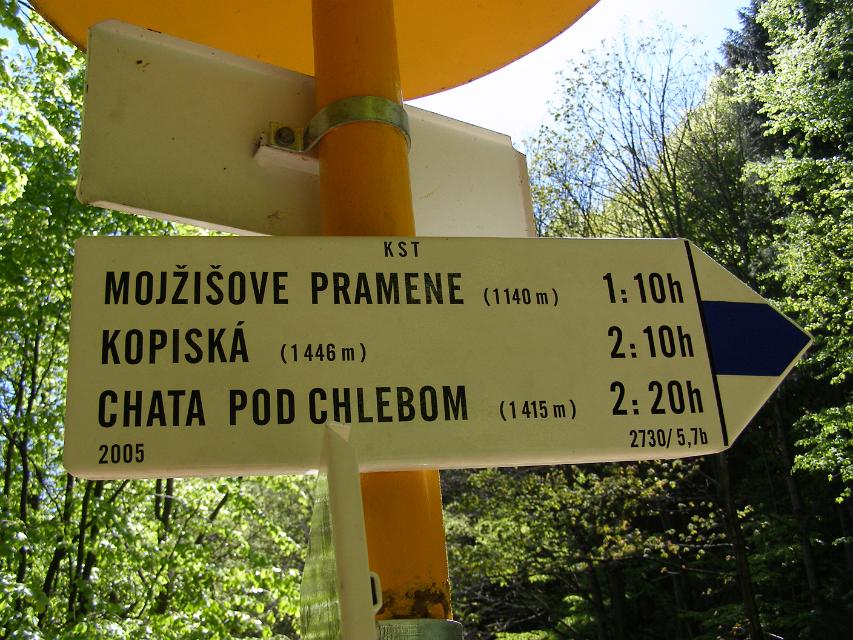 KST
MOJŽIŠOVE PRAMENE (1140 m) 1:10h
KOPISKÁ (1446 m) 2:10h
CHATA POD CHLEBOM (1415 m) 2:20h
2005 2730/5,7b